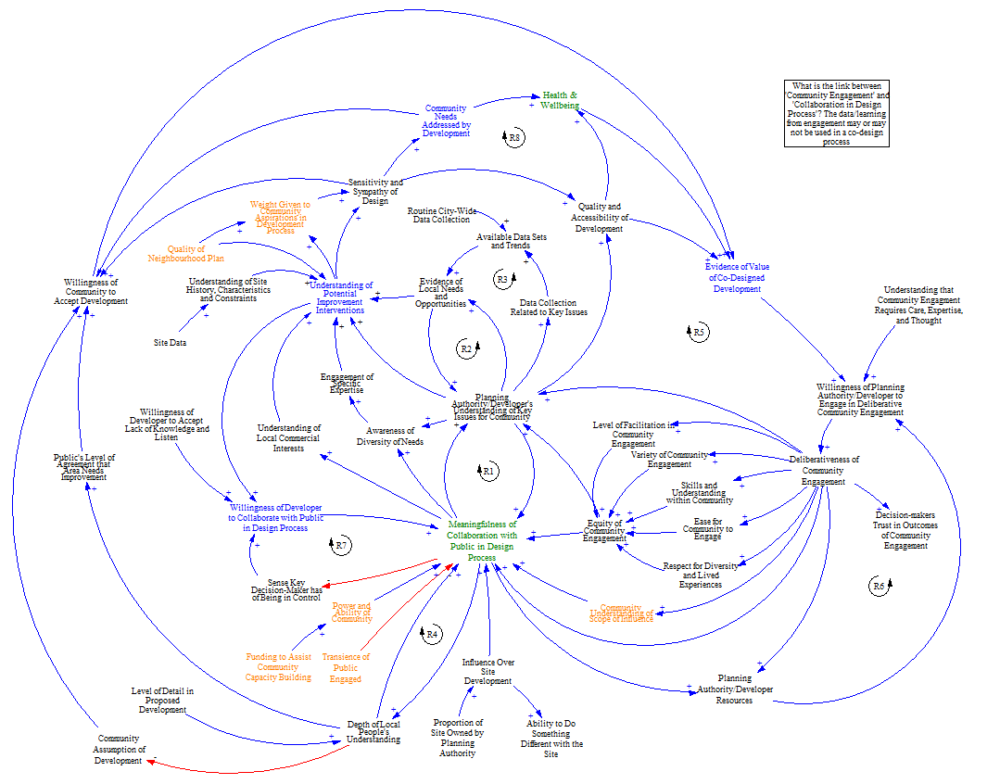 Health &
Wellbeing
Community
Needs
Addressed by
Development
R8
What is the link between
'Community Engagement' and
'Collaboration in Design
Process'? The data/learning
from engagement may or may
not be used in a co-design
process
Sensitivity and
Sympathy of
Design
Weight Given to
Community
Aspirations in
Development
Process
Routine City-Wide
Data Collection
Quality and
Accessibility of
Development
Available Data Sets
and Trends
Quality of
Neighbourhood Plan
Evidence of Value
of Co-Designed
Development
Willingness of
Community to
Accept Development
Understanding of Site
History, Characteristics
and Constraints
Understanding of
Potential
Improvement
Interventions
Evidence of
Local Needs
and
Opportunities
R3
Data Collection
Related to Key Issues
Understanding that
Community Engagment
Requires Care, Expertise,
and Thought
R5
Site Data
R2
Engagement of
Specific
Expertise
Willingness of Planning
Authority/Developer to
Engage in Deliberative
Community Engagement
Planning
Authority/Developer's
Understanding of Key
Issues for Community
Willingness of
Developer to Accept
Lack of Knowledge and
Listen
Understanding of
Local Commercial
Interests
Awareness of
Diversity of Needs
Level of Facilitation in
Community
Engagement
Variety of Community
Engagement
Deliberativeness of
Community
Engagement
Public's Level of
Agreement that
Area Needs
Improvement
R1
Skills and
Understanding
within Community
Willingness of Developer
to Collaborate with Public
in Design Process
Meaningfulness of
Collaboration with
Public in Design
Process
Equity of
Community
Engagement
Ease for
Community to
Engage
Decision-makers
Trust in Outcomes
of Community
Engagement
R7
Respect for Diversity
and Lived
Experiences
R6
Sense Key
Decision-Maker has
of Being in Control
Power and
Ability of
Community
Community
Understanding of
Scope of Influence
R4
Funding to Assist
Community
Capacity Building
Transience of
Public
Engaged
Influence Over
Site
Development
Planning
Authority/Developer
Resources
Level of Detail in
Proposed
Development
Depth of Local
People's
Understanding
Proportion of
Site Owned by
Planning
Authority
Ability to Do
Something
Different with the
Site
Community
Assumption of
Development